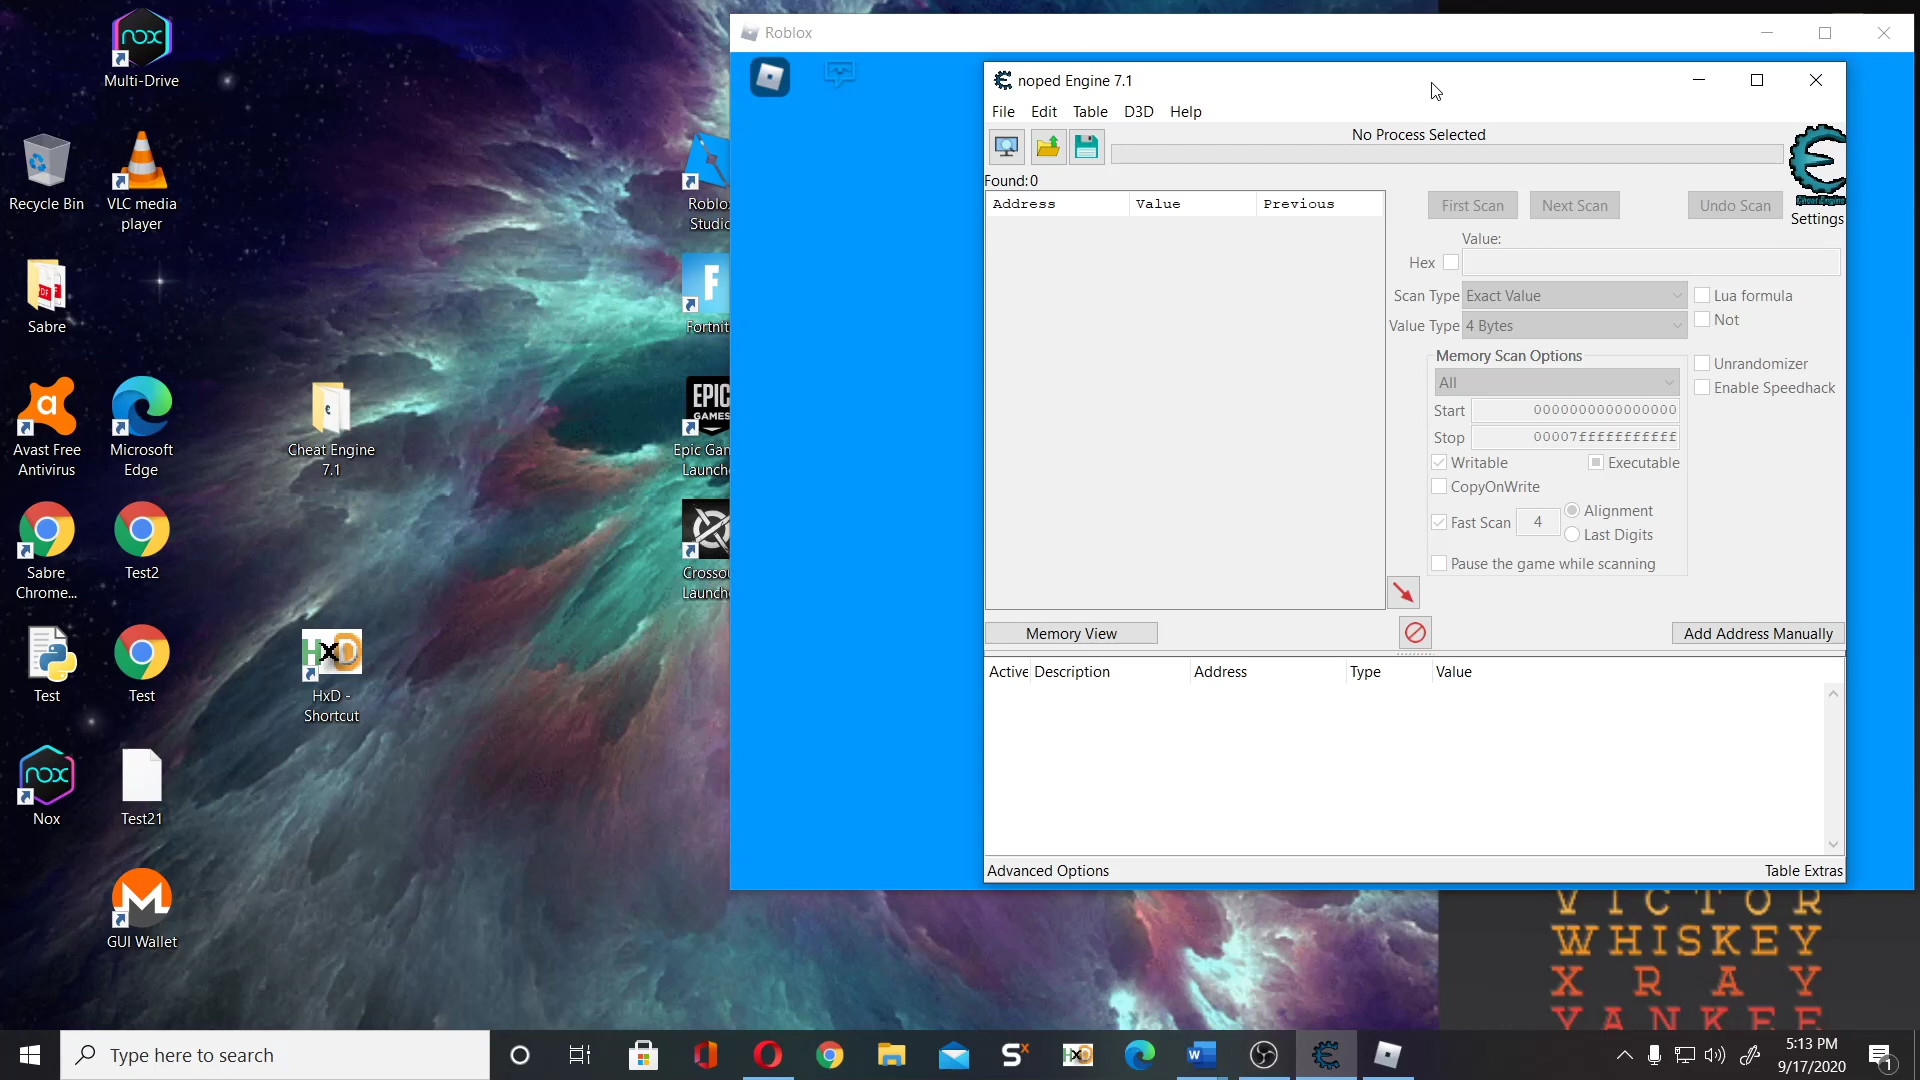 Multi-Drive
Recycle Bin
VLC media
player
Sabre
Avast Free
Antivirus
Microsoft
Edge
Cheat Engine
7.1
Sabre
Chrome...
Test2
Test
Test
HxD -
Shortcut
Nox
Test21
GUI Wallet
Roblox
noped Engine 7.1
File Edit Table D3D Help
No Process Selected
Found:0
Address Value Previous
First Scan Next Scan Undo Scan
Settings
Value:
Hex
Scan Type Exact Value Lua formula
Value Type 4 Bytes Not
Memory Scan Options
All
Unrandomizer
Enable Speedhack
Start 0000000000000000
Stop 00007fffffffffff
Writable Executable
CopyOnWrite
Fast Scan 4 Alignment
Last Digits
Pause the game while scanning
Memory View Add Address Manually
Active Description Address Type Value
Advanced Options Table Extras
VICTOR
WHISKEY
XRAY
YANKEE
Type here to search
5:13 PM
9/17/2020
1